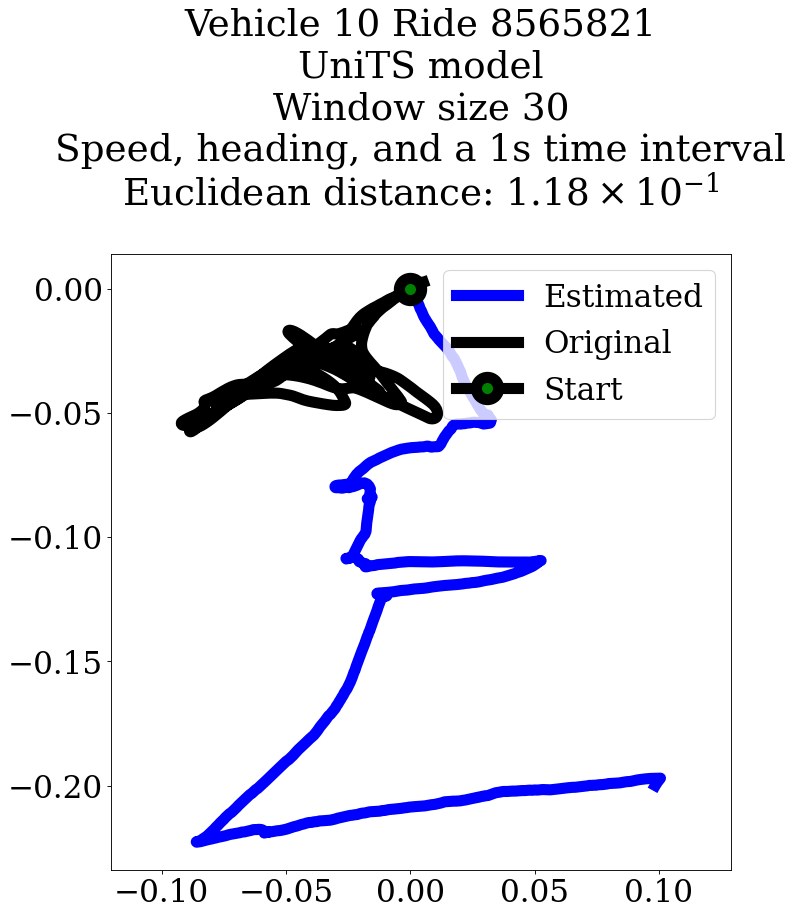 Vehicle 10 Ride 8565821
UniTS model
Window size 30
Speed, heading, and a 1s time interval
Euclidean distance: 1.18 × 10⁻¹
Estimated
Original
Start
0.00
−0.05
−0.10
−0.15
−0.20
−0.10 −0.05 0.00 0.05 0.10